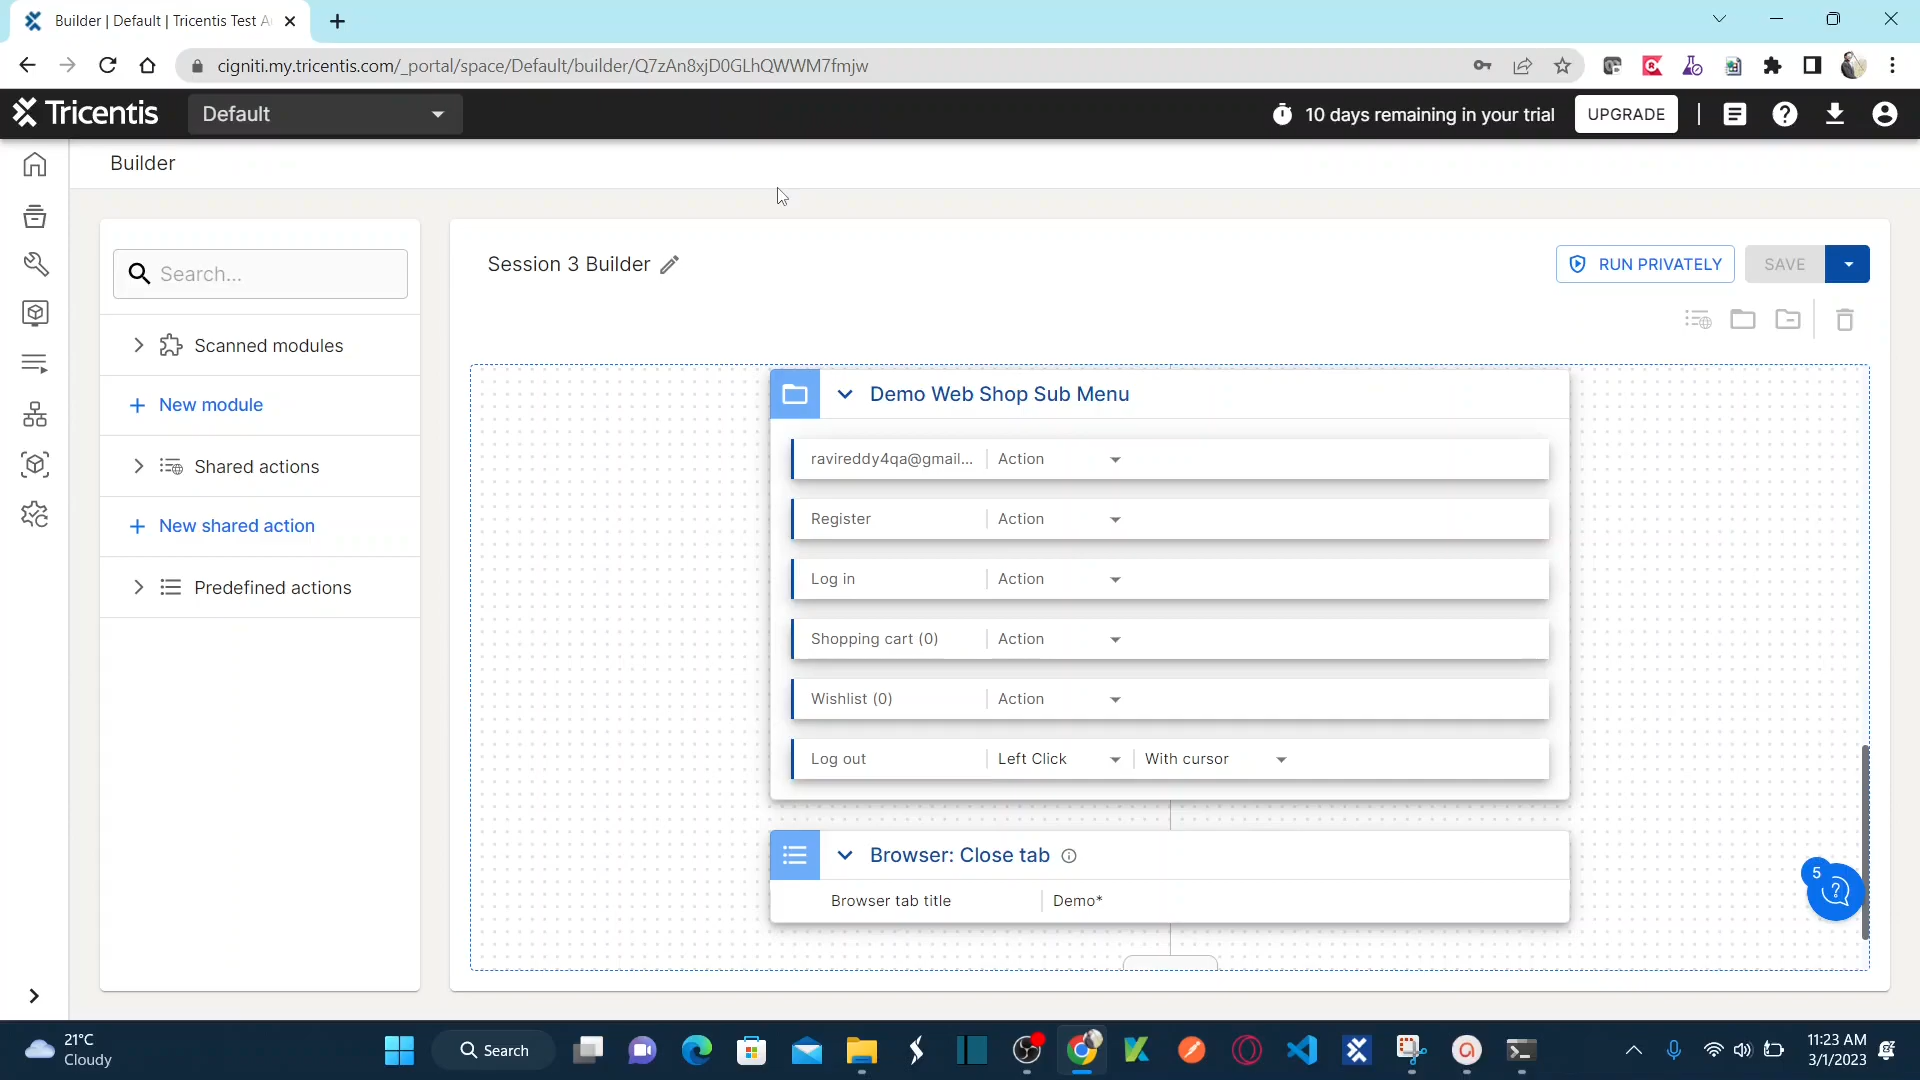 Builder | Default | Tricentis Test A
cigniti.my.tricentis.com/_portal/space/Default/builder/Q7zAn8xjD0GLhQWWM7fmjw
Tricentis
Default
10 days remaining in your trial
UPGRADE
Builder
Search...
Scanned modules
New module
Shared actions
New shared action
Predefined actions
Session 3 Builder
RUN PRIVATELY
SAVE
Demo Web Shop Sub Menu
ravireddy4qa@gmail... Action
Register Action
Log in Action
Shopping cart (0) Action
Wishlist (0) Action
Log out Left Click With cursor
Browser: Close tab
Browser tab title Demo*
5
21°C
Cloudy
Search
11:23 AM
3/1/2023